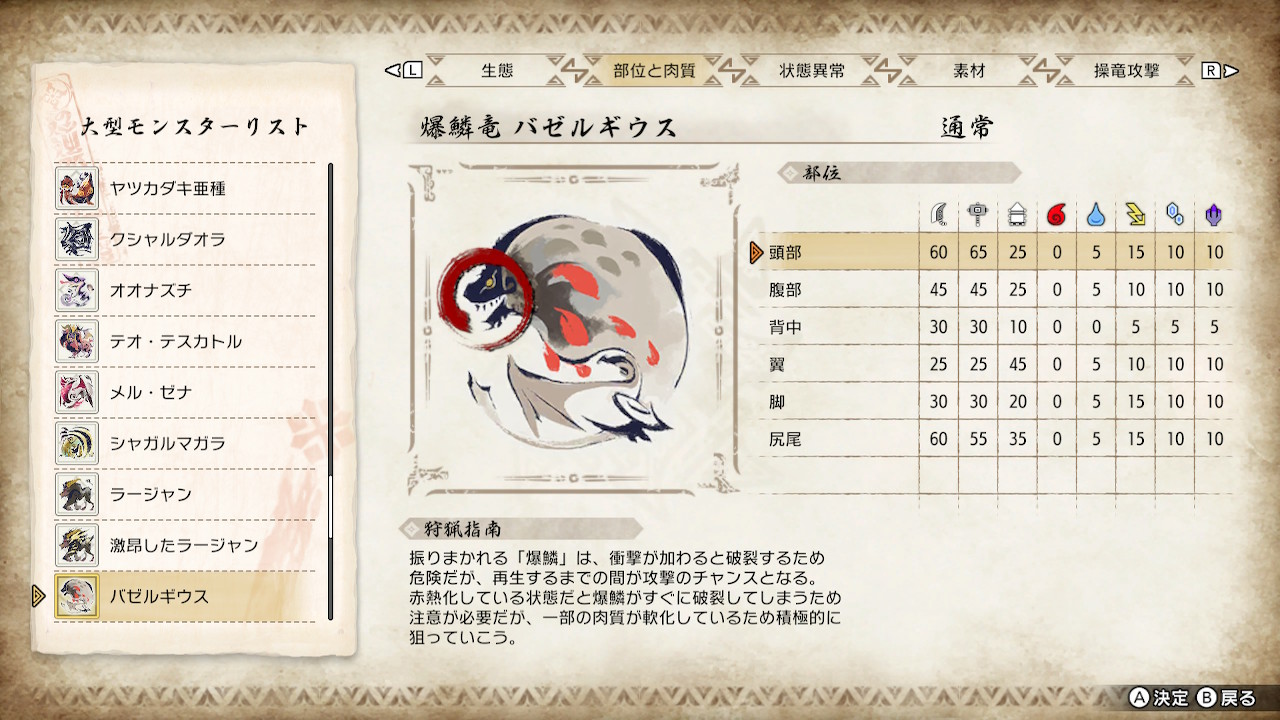 L 生態 部位と肉質 状態異常 素材 操竜攻撃 R
大型モンスターリスト
ヤツカダキ亜種
クシャルダオラ
オオナズチ
テオ・テスカトル
メル・ゼナ
シャガルマガラ
ラージャン
激昂したラージャン
バゼルギウス
爆鱗竜 バゼルギウス 通常
部位
頭部 60 65 25 0 5 15 10 10
腹部 45 45 25 0 5 10 10 10
背中 30 30 10 0 0 5 5 5
翼 25 25 45 0 5 10 10 10
脚 30 30 20 0 5 15 10 10
尻尾 60 55 35 0 5 15 10 10
狩猟指南
振りまかれる「爆鱗」は、衝撃が加わると破裂するため
危険だが、再生するまでの間が攻撃のチャンスとなる。
赤熱化している状態だと爆鱗がすぐに破裂してしまうため
注意が必要だが、一部の肉質が軟化しているため積極的に
狙っていこう。
A 決定 B 戻る